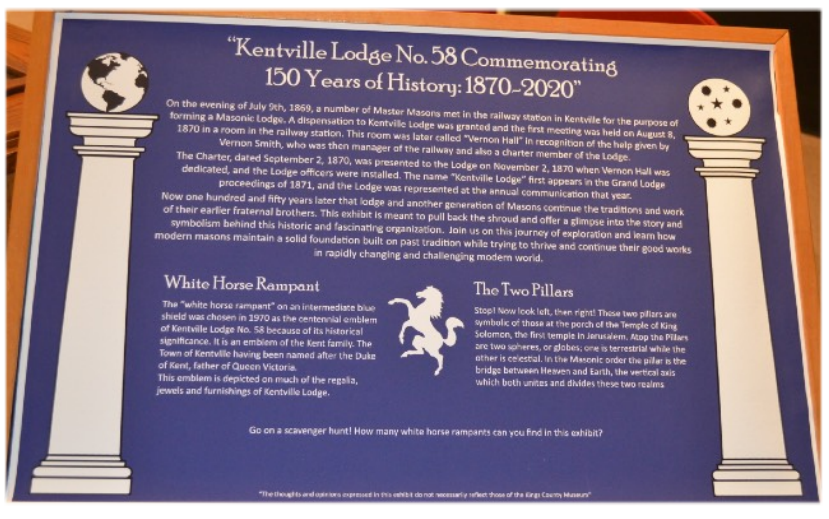 “Kentville Lodge No. 58 Commemorating
150 Years of History: 1870-2020”
On the evening of July 9th, 1869, a number of Master Masons met in the railway station in Kentville for the purpose of
forming a Masonic Lodge. A dispensation to Kentville Lodge was granted and the first meeting was held on August 8,
1870 in a room in the railway station. This room was later called "Vernon Hall" in recognition of the help given by
Vernon Smith, who was then manager of the railway and also a charter member of the Lodge.
The Charter, dated September 2, 1870, was presented to the Lodge on November 2, 1870 when Vernon Hall was
dedicated, and the Lodge officers were installed. The name "Kentville Lodge" first appears in the Grand Lodge
proceedings of 1871, and the Lodge was represented at the annual communication that year.
Now one hundred and fifty years later that lodge and another generation of Masons continue the traditions and work
of their earlier fraternal brothers. This exhibit is meant to pull back the shroud and offer a glimpse into the story and
symbolism behind this historic and fascinating organization. Join us on this journey of exploration and learn how
modern masons maintain a solid foundation built on past tradition while trying to thrive and continue their good works
in rapidly changing and challenging modern world.
White Horse Rampant
The "white horse rampant" on an intermediate blue
shield was chosen in 1970 as the centennial emblem
of Kentville Lodge No. 58 because of its historical
significance. It is an emblem of the Kent family. The
Town of Kentville having been named after the Duke
of Kent, father of Queen Victoria.
This emblem is depicted on much of the regalia,
jewels and furnishings of Kentville Lodge.
The Two Pillars
Stop! Now look left, then right! These two pillars are
symbolic of those at the porch of the Temple of King
Solomon, the first temple in Jerusalem. Atop the Pillars
are two spheres, or globes; one is terrestrial while the
other is celestial. In the Masonic order the pillar is the
bridge between Heaven and Earth, the vertical axis
which both unites and divides these two realms
Go on a scavenger hunt! How many white horse rampants can you find in this exhibit?
"The thoughts and opinions expressed in this exhibit do not necessarily reflect those of the Kings County Museum"